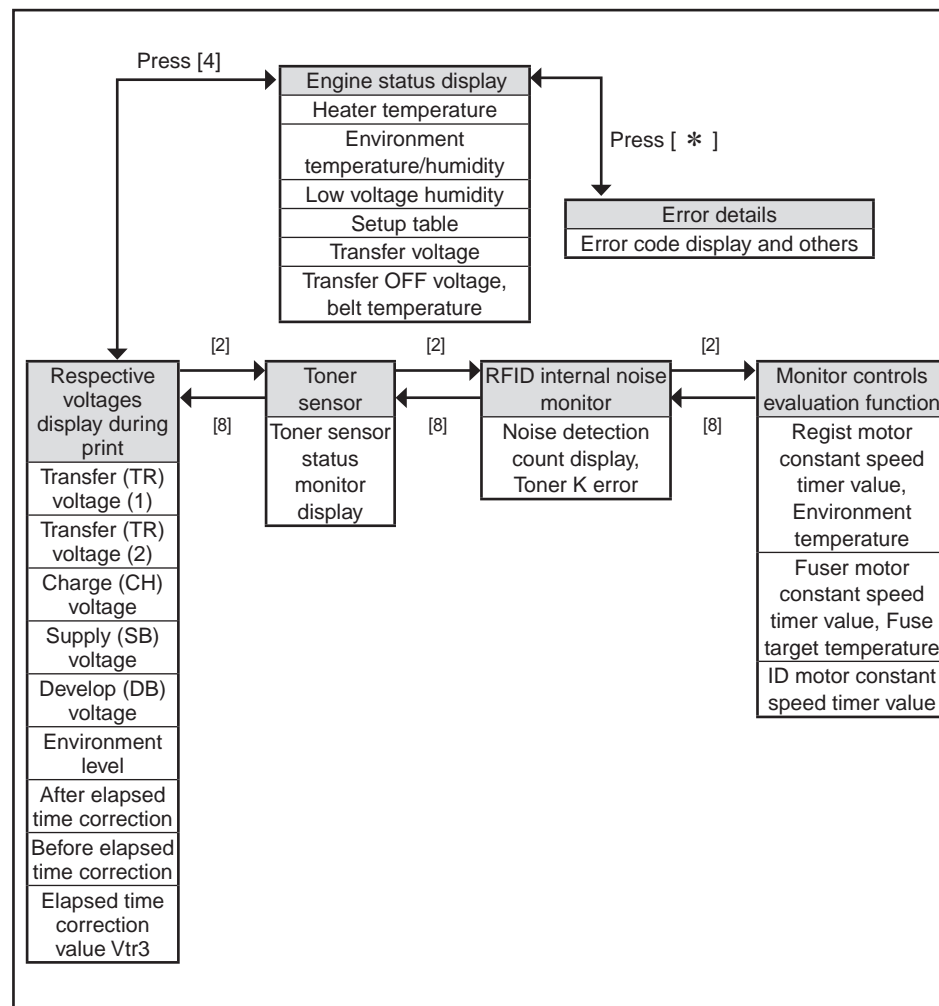 Press [4]
Engine status display
Heater temperature
Environment
temperature/humidity
Low voltage humidity
Setup table
Transfer voltage
Transfer OFF voltage,
belt temperature
Press [ * ]
Error details
Error code display and others
[2]
[8]
[2]
[8]
[2]
[8]
Respective
voltages
display during
print
Transfer (TR)
voltage (1)
Transfer (TR)
voltage (2)
Charge (CH)
voltage
Supply (SB)
voltage
Develop (DB)
voltage
Environment
level
After elapsed
time correction
Before elapsed
time correction
Elapsed time
correction
value Vtr3
Toner
sensor
Toner sensor
status
monitor
display
RFID internal noise
monitor
Noise detection
count display,
Toner K error
Monitor controls
evaluation function
Regist motor
constant speed
timer value,
Environment
temperature
Fuser motor
constant speed
timer value, Fuse
target temperature
ID motor constant
speed timer value